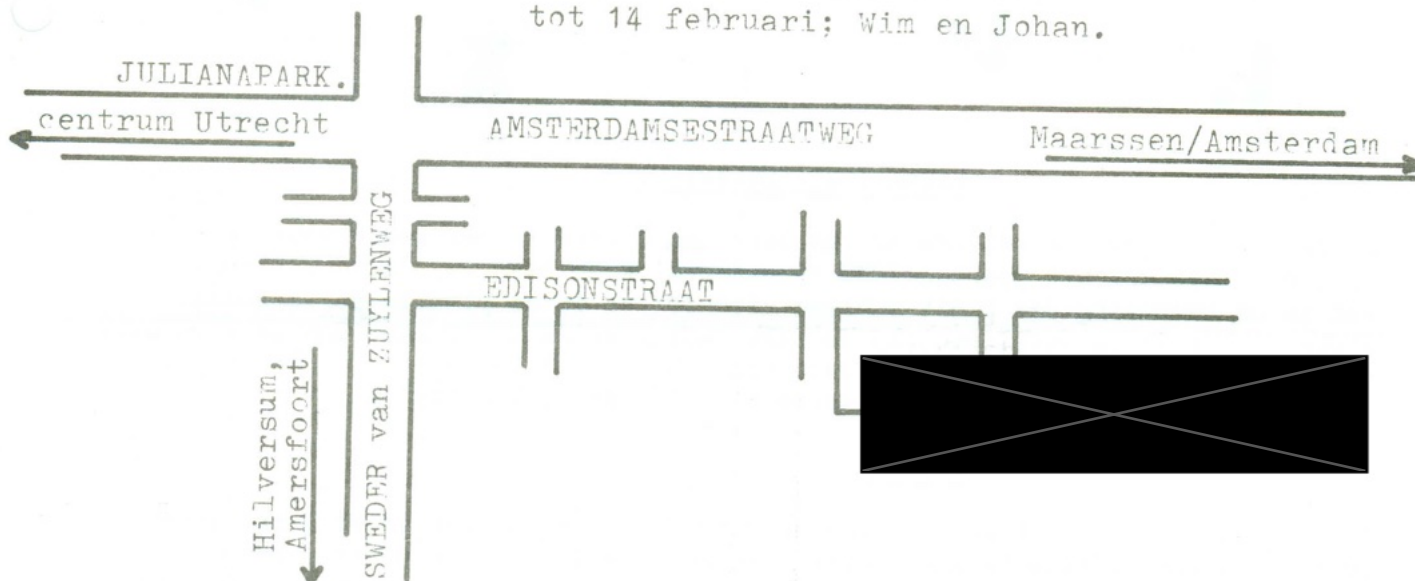 tot 14 februari; Wim en Johan.
JULIANAPARK.
centrum Utrecht
AMSTERDAMSESTRAATWEG
Maarssen/Amsterdam
EDISONSTRAAT
SWEDER van ZUYLENWEG
Hilversum,
Amersfoort